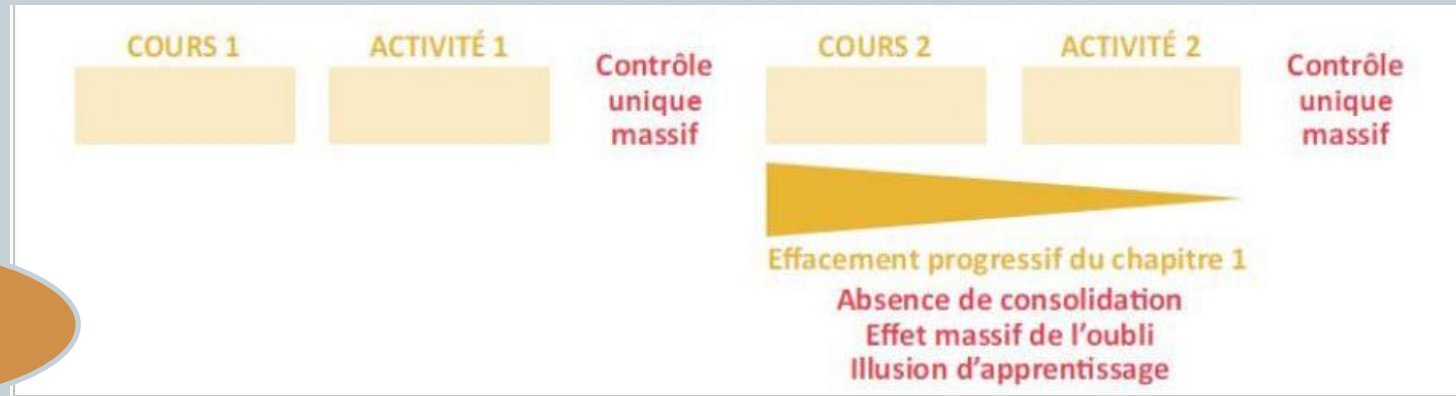 COURS 1
ACTIVITÉ 1
Contrôle
unique
massif
COURS 2
ACTIVITÉ 2
Contrôle
unique
massif
Effacement progressif du chapitre 1
Absence de consolidation
Effet massif de l’oubli
Illusion d’apprentissage